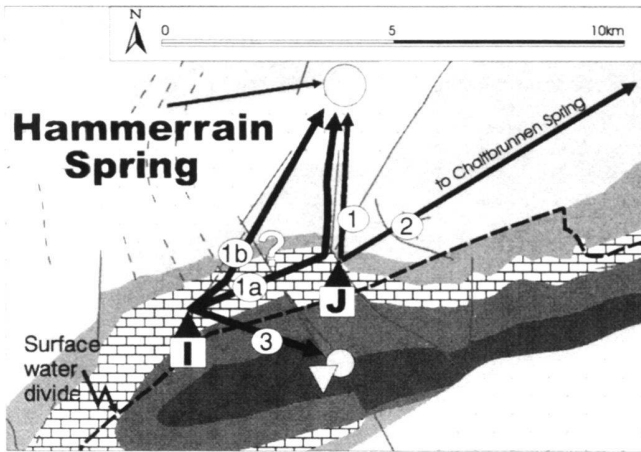 N
0 5 10km
Hammerrain
Spring
to Chaltbrunnen Spring
1
2
1b
?
1a
J
I
3
Surface
water
divide